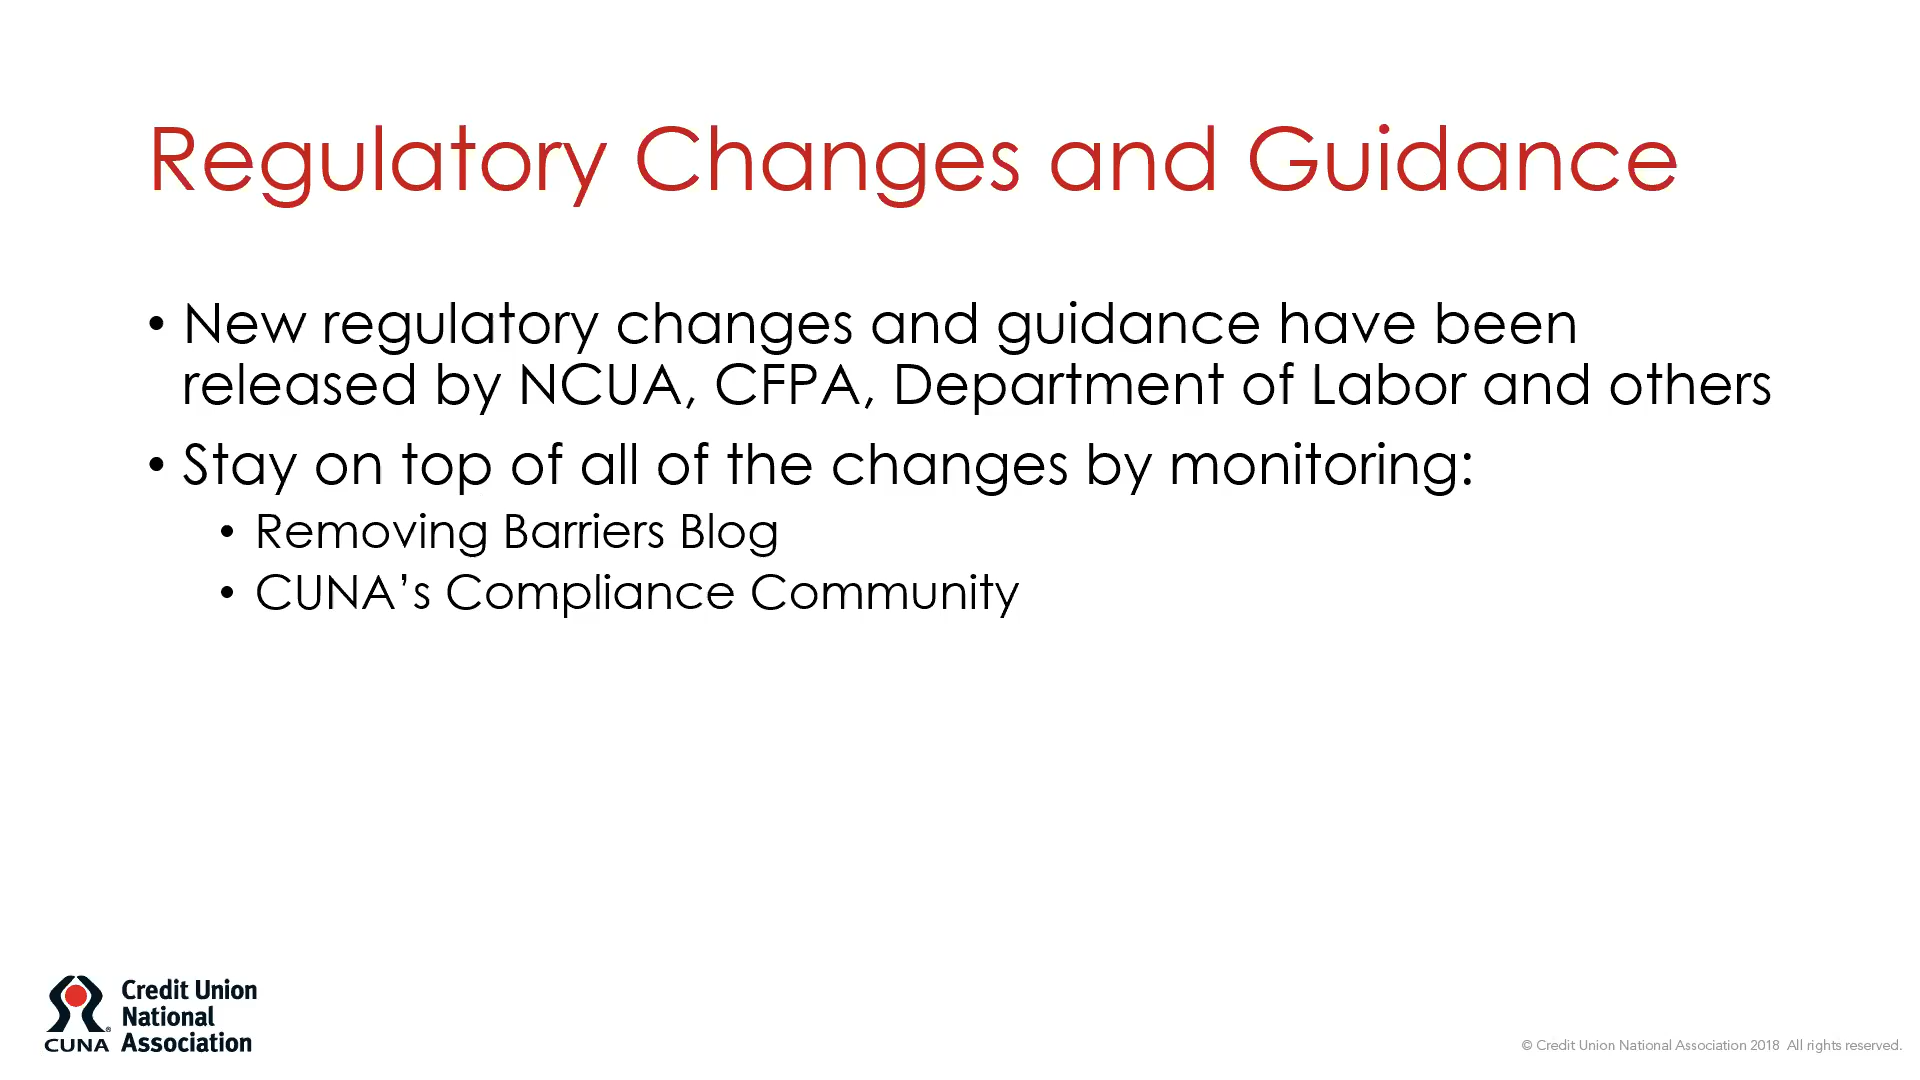 Regulatory Changes and Guidance
• New regulatory changes and guidance have been
released by NCUA, CFPA, Department of Labor and others
• Stay on top of all of the changes by monitoring:
• Removing Barriers Blog
• CUNA’s Compliance Community
Credit Union
National
Association
CUNA®
© Credit Union National Association 2018 All rights reserved.